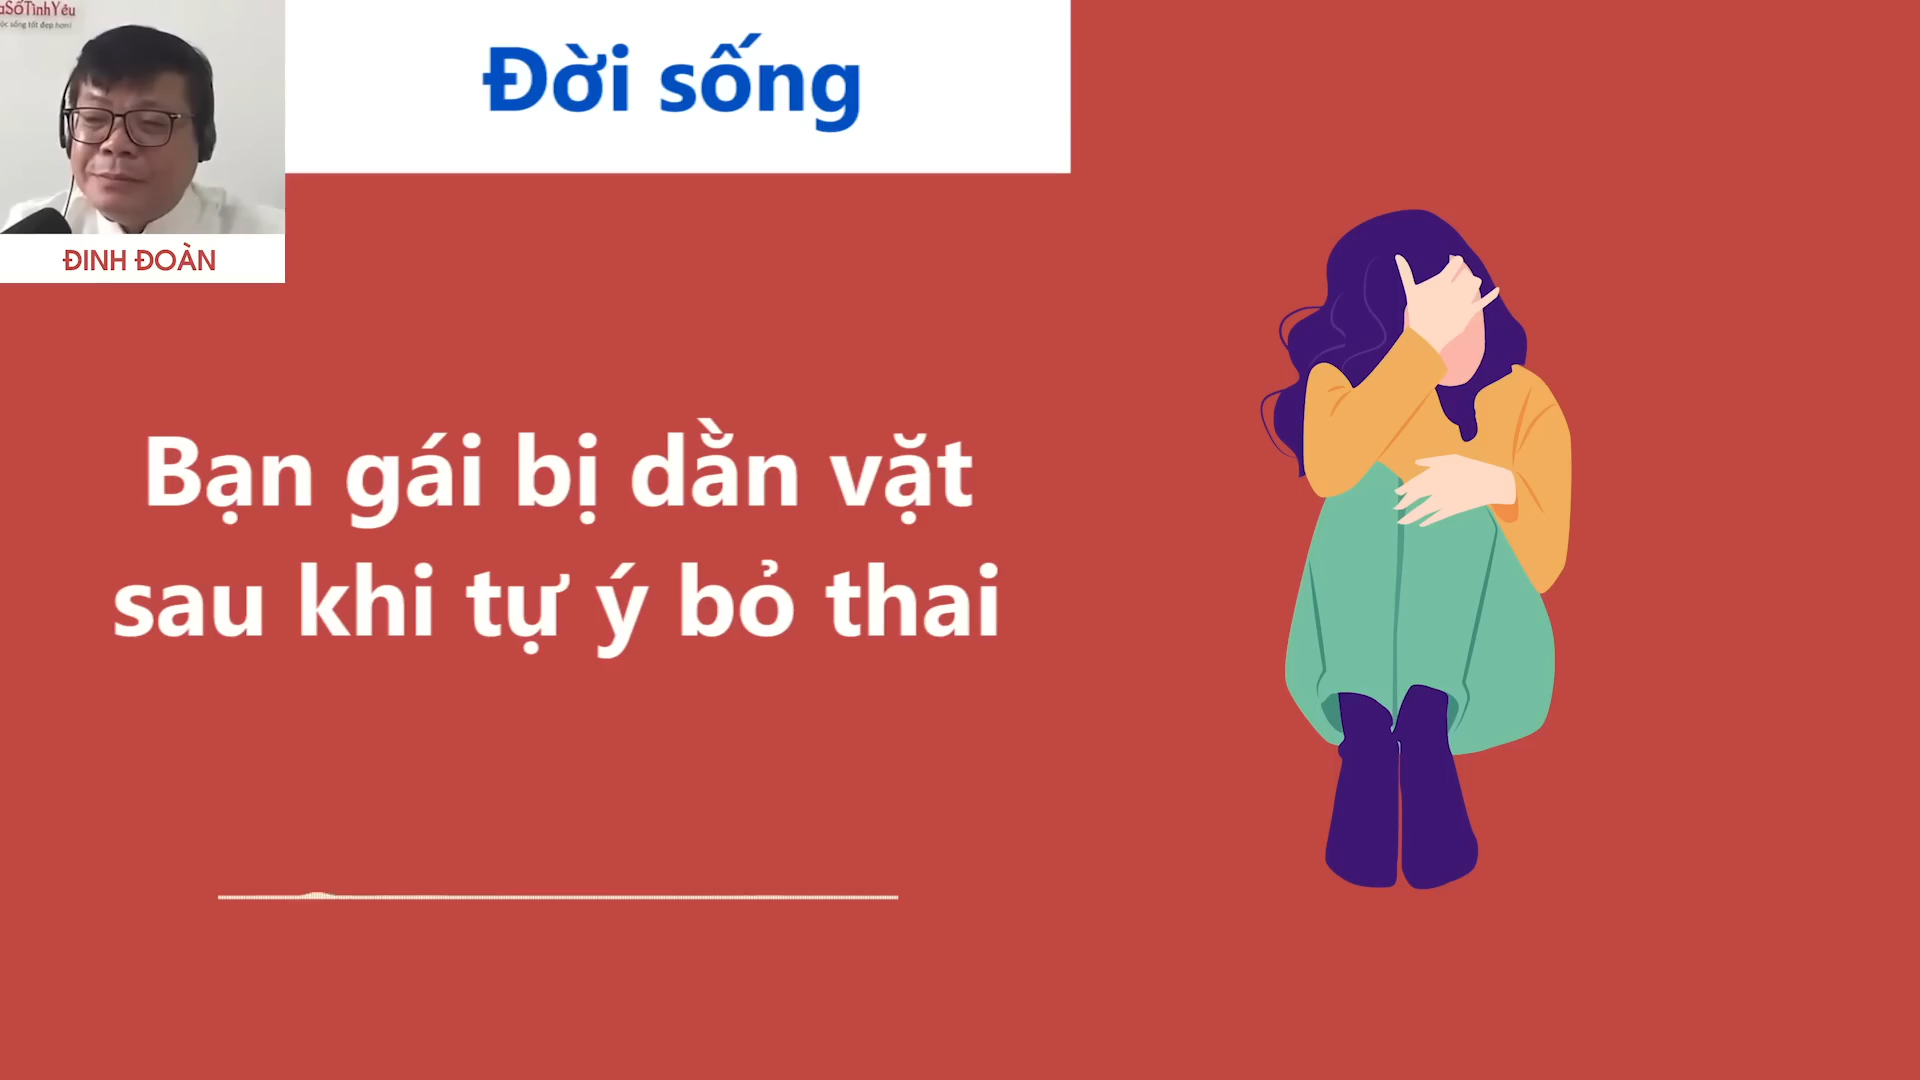 Đời sống
ĐINH ĐOÀN
Bạn gái bị dằn vặt
sau khi tự ý bỏ thai